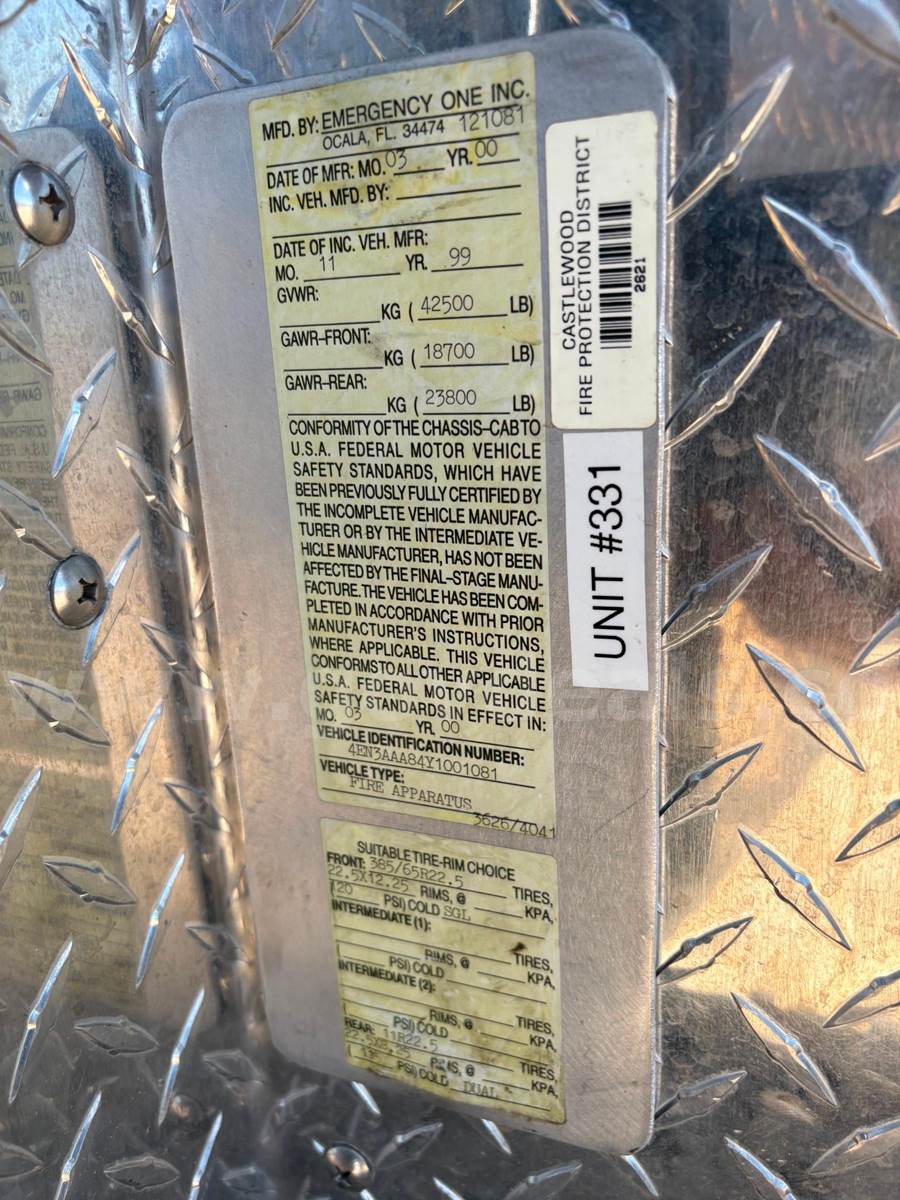 MFD. BY: EMERGENCY ONE INC.
OCALA, FL. 34474 121081
DATE OF MFR: MO. 03 YR. 00
INC. VEH. MFD. BY:
DATE OF INC. VEH. MFR:
MO. 11 YR. 99
GVWR:
KG ( 42500 LB)
GAWR-FRONT:
KG ( 18700 LB)
GAWR-REAR:
KG ( 23800 LB)
CONFORMITY OF THE CHASSIS-CAB TO
U.S.A. FEDERAL MOTOR VEHICLE
SAFETY STANDARDS, WHICH HAVE
BEEN PREVIOUSLY FULLY CERTIFIED BY
THE INCOMPLETE VEHICLE MANUFAC-
TURER OR BY THE INTERMEDIATE VE-
HICLE MANUFACTURER, HAS NOT BEEN
AFFECTED BY THE FINAL-STAGE MANU-
FACTURE. THE VEHICLE HAS BEEN COM-
PLETED IN ACCORDANCE WITH PRIOR
MANUFACTURER'S INSTRUCTIONS,
WHERE APPLICABLE. THIS VEHICLE
CONFORMS TO ALL OTHER APPLICABLE
U.S.A. FEDERAL MOTOR VEHICLE
SAFETY STANDARDS IN EFFECT IN:
MO. 03 YR. 00
VEHICLE IDENTIFICATION NUMBER:
4EN3AAA84Y1001081
VEHICLE TYPE:
FIRE APPARATUS
3626/4041
SUITABLE TIRE-RIM CHOICE
FRONT: 385/65R22.5 TIRES,
22.5X12.25 RIMS, @ KPA,
(120 PSI) COLD SGL
INTERMEDIATE (1):
TIRES,
RIMS, @ KPA,
( PSI) COLD
INTERMEDIATE (2):
TIRES,
RIMS, @ KPA,
( PSI) COLD
REAR: 11R22.5 TIRES,
RIMS, @ KPA,
PSI) COLD DUAL
CASTLEWOOD
FIRE PROTECTION DISTRICT
2621
UNIT #331